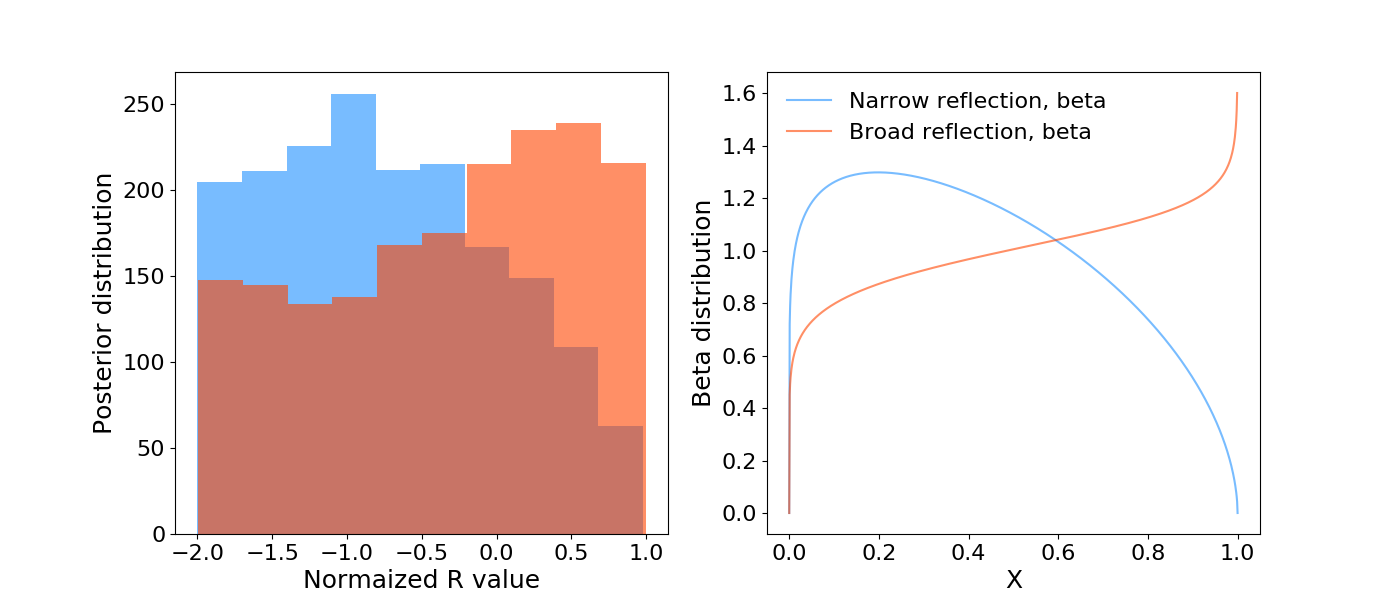 Posterior distribution
250
200
150
100
50
0
−2.0 −1.5 −1.0 −0.5 0.0 0.5 1.0
Normaized R value
Beta distribution
1.6
1.4
1.2
1.0
0.8
0.6
0.4
0.2
0.0
Narrow reflection, beta
Broad reflection, beta
0.0 0.2 0.4 0.6 0.8 1.0
X